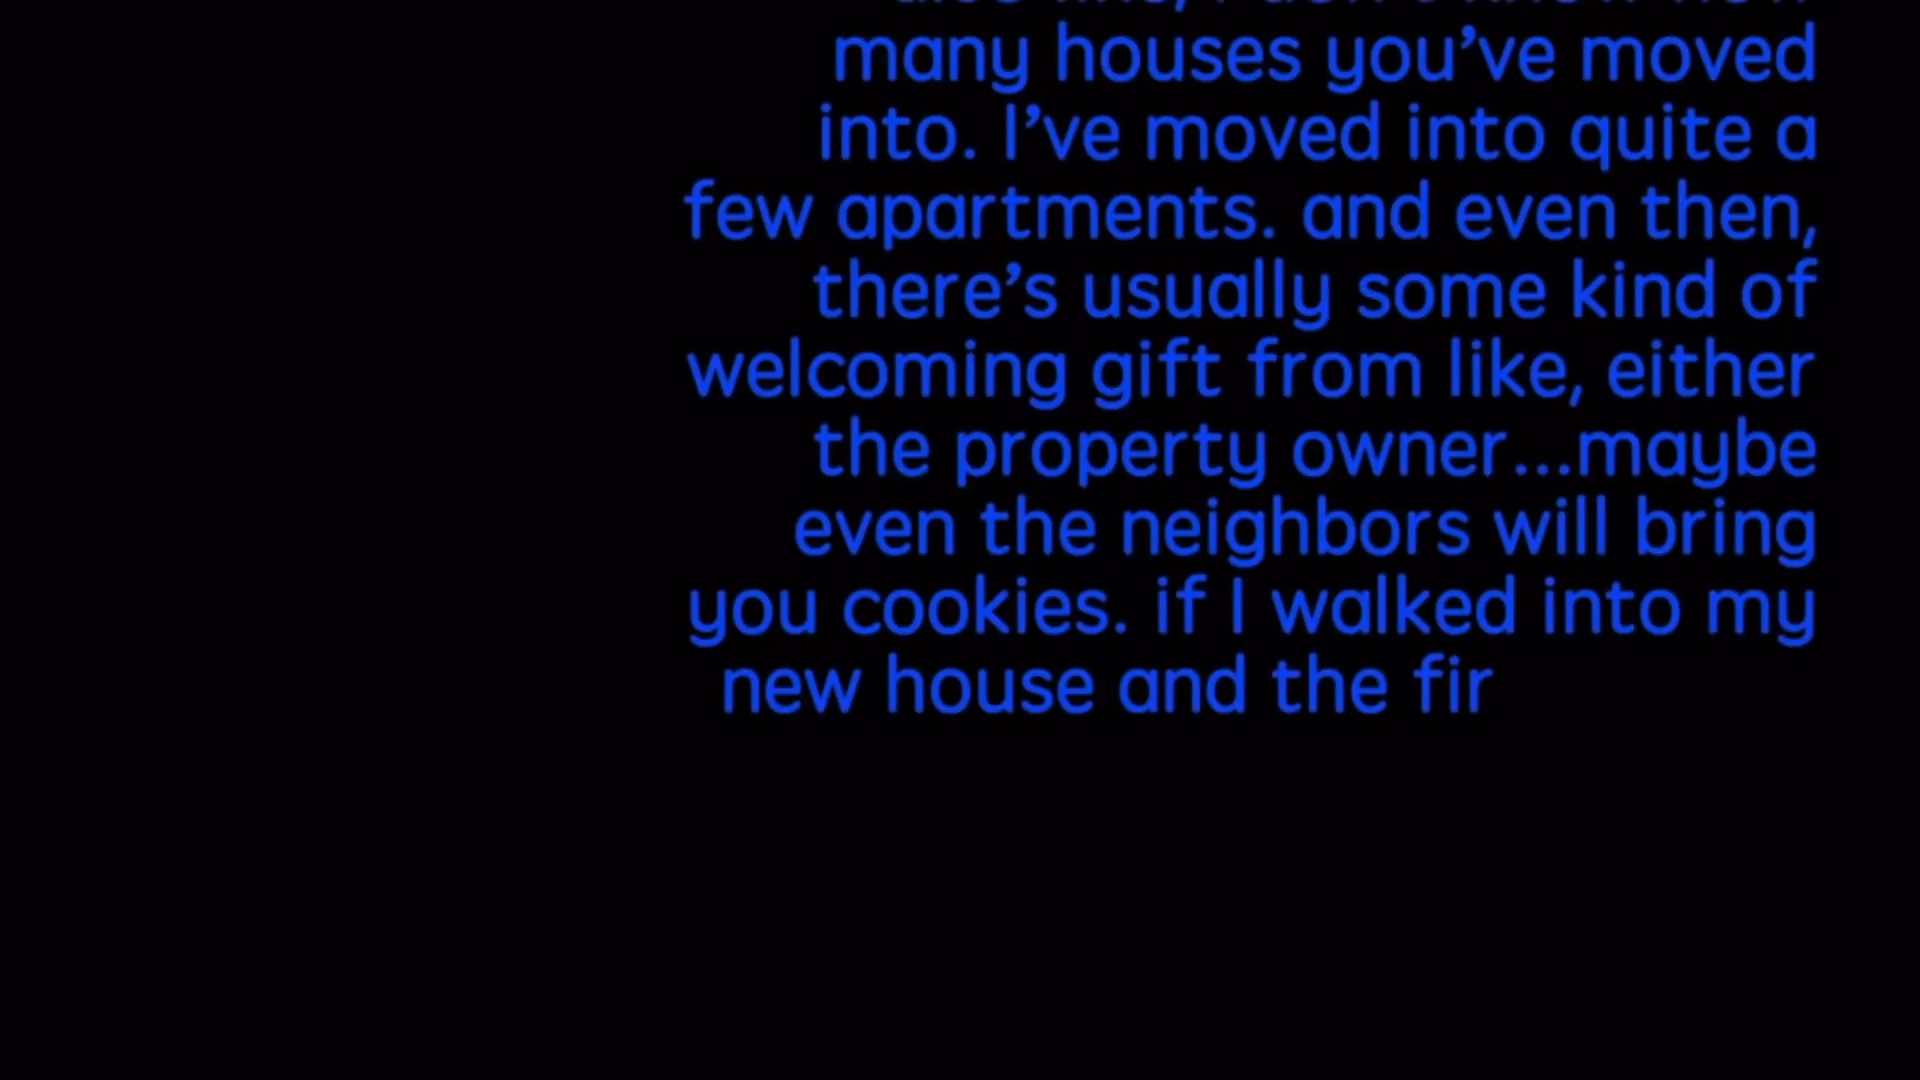 many houses you’ve moved
into. I’ve moved into quite a
few apartments. and even then,
there’s usually some kind of
welcoming gift from like, either
the property owner...maybe
even the neighbors will bring
you cookies. if I walked into my
new house and the fir